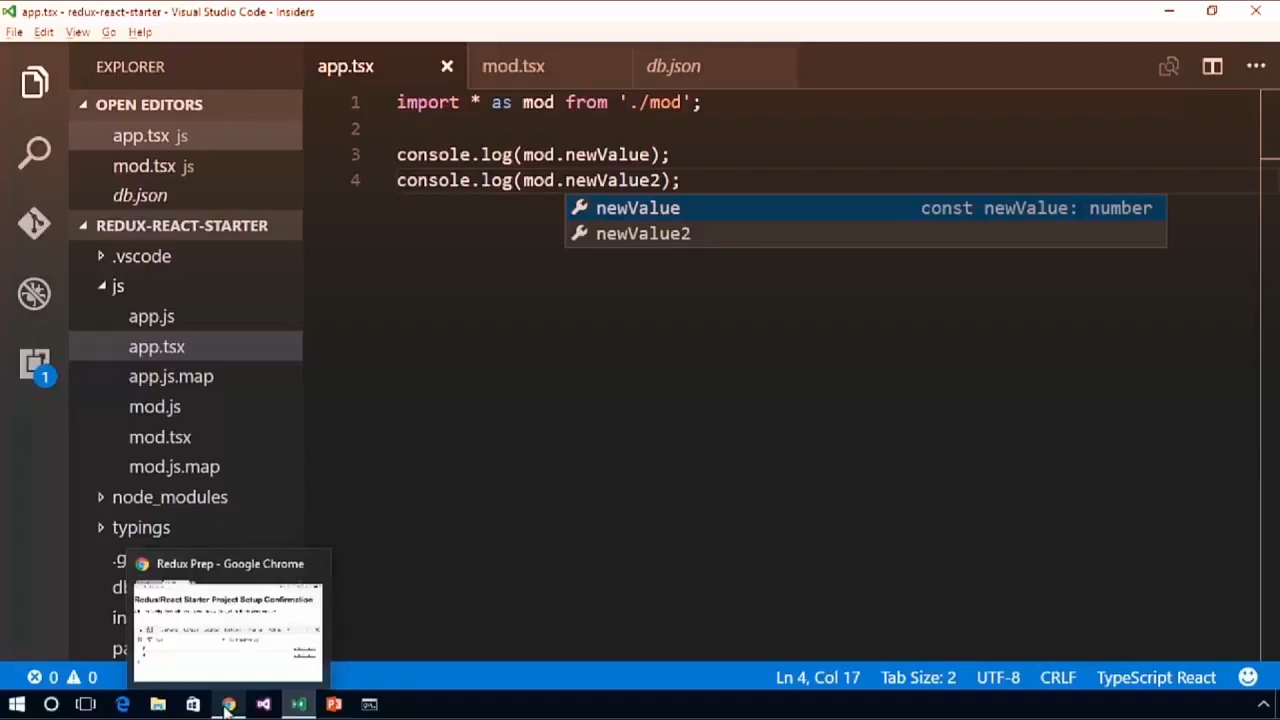 app.tsx - redux-react-starter - Visual Studio Code - Insiders
File Edit View Go Help
EXPLORER
OPEN EDITORS
app.tsx js
mod.tsx js
db.json
REDUX-REACT-STARTER
.vscode
js
app.js
app.tsx
app.js.map
mod.js
mod.tsx
mod.js.map
node_modules
typings
.g
db
in
pa
app.tsx mod.tsx db.json
1 import * as mod from './mod';
2
3 console.log(mod.newValue);
4 console.log(mod.newValue2);
newValue const newValue: number
newValue2
Redux Prep - Google Chrome
Redux/React Starter Project Setup Confirmation
1
0 0 Ln 4, Col 17 Tab Size: 2 UTF-8 CRLF TypeScript React